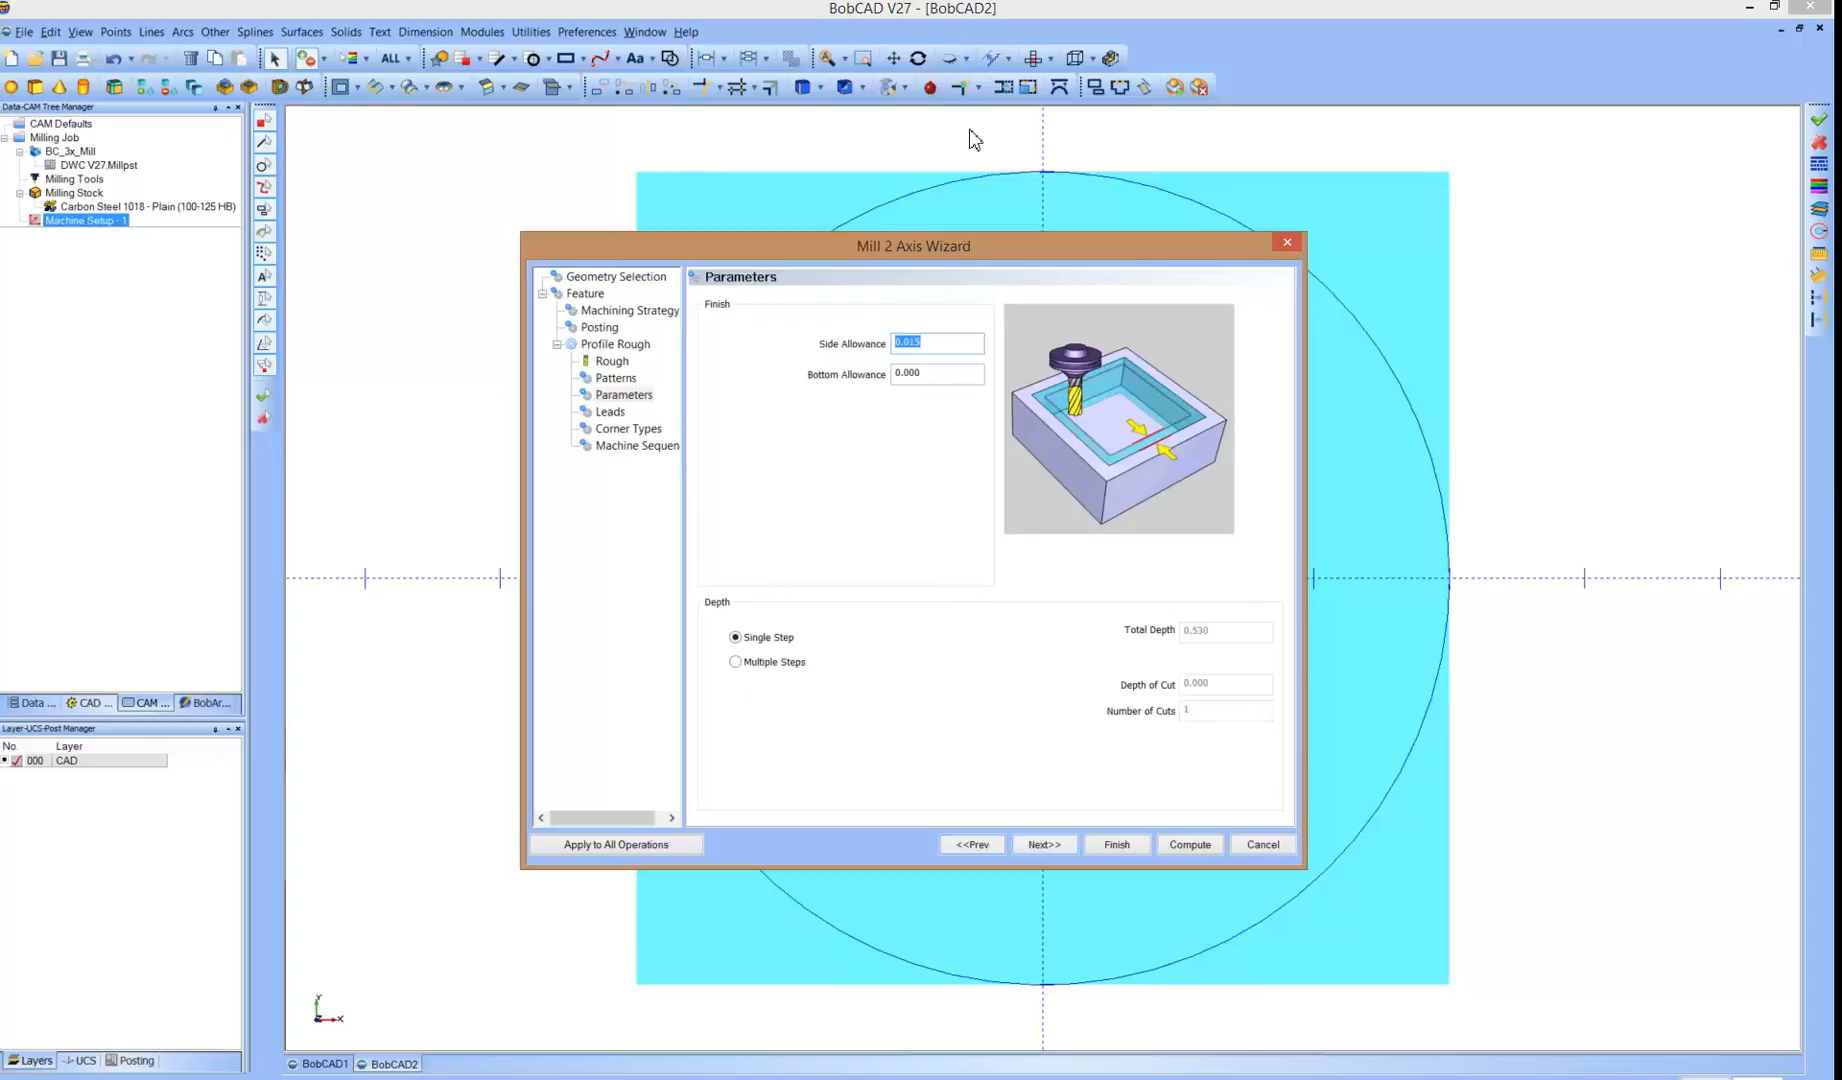 BobCAD V27 - [BobCAD2]
File Edit View Points Lines Arcs Other Splines Surfaces Solids Text Dimension Modules Utilities Preferences Window Help
ALL
Aa
Data-CAM Tree Manager
CAM Defaults
Milling Job
BC_3x_Mill
DWC V27.Millpst
Milling Tools
Milling Stock
Carbon Steel 1018 - Plain (100-125 HB)
Machine Setup - 1
Data ... CAD ... CAM ... BobAr...
Layer-UCS-Post Manager
No. Layer
000 CAD
Layers UCS Posting
Mill 2 Axis Wizard
Geometry Selection
Feature
Machining Strategy
Posting
Profile Rough
Rough
Patterns
Parameters
Leads
Corner Types
Machine Sequen
Parameters
Finish
Side Allowance 0.015
Bottom Allowance 0.000
Depth
Single Step
Multiple Steps
Total Depth 0.530
Depth of Cut 0.000
Number of Cuts 1
Apply to All Operations
<<Prev Next>> Finish Compute Cancel
Y
X
BobCAD1 BobCAD2